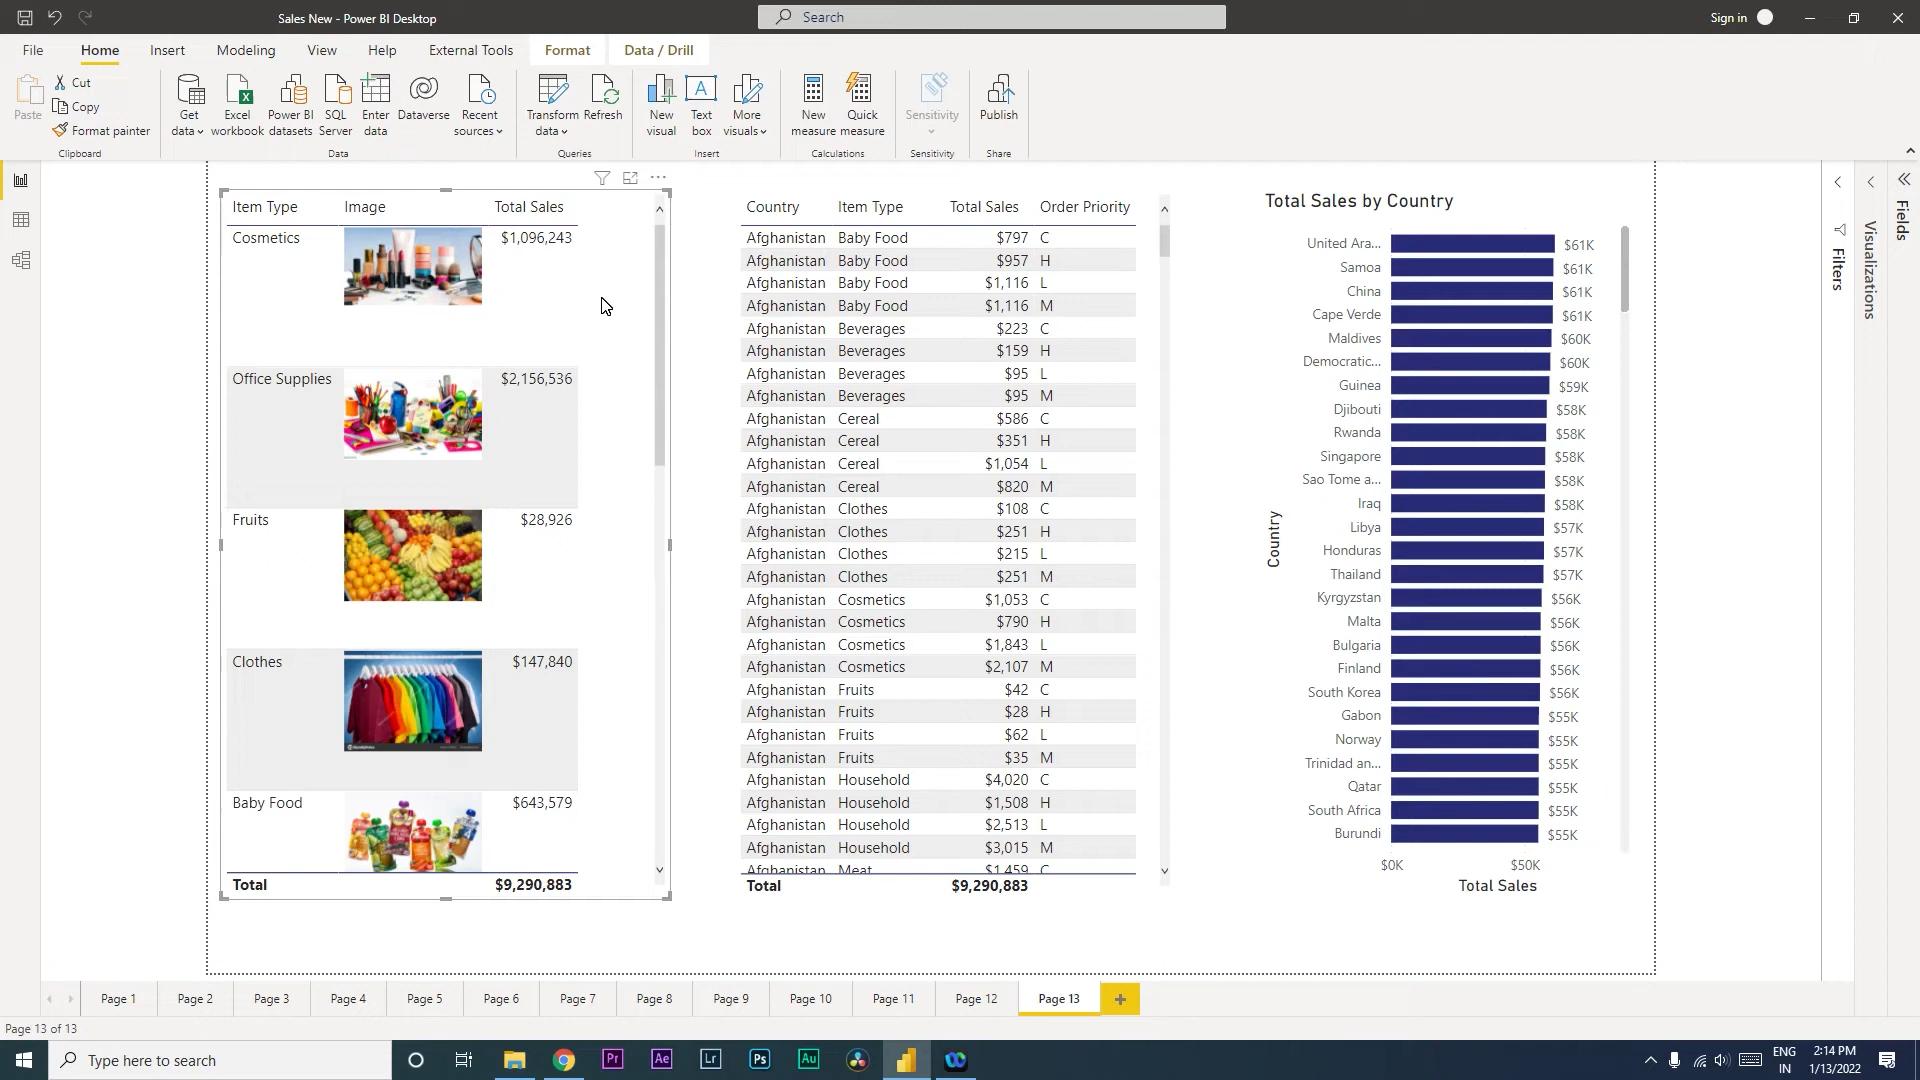 Sales New - Power BI Desktop
Search
Sign in
File
Home
Insert
Modeling
View
Help
External Tools
Format
Data / Drill
Paste
Cut
Copy
Format painter
Clipboard
Get data
Excel workbook
Power BI datasets
SQL Server
Enter data
Dataverse
Recent sources
Data
Transform data
Refresh
Queries
New visual
Text box
More visuals
Insert
New measure
Quick measure
Calculations
Sensitivity
Sensitivity
Publish
Share
Item Type Image Total Sales
Cosmetics $1,096,243
Office Supplies $2,156,536
Fruits $28,926
Clothes $147,840
Baby Food $643,579
Total $9,290,883
Country Item Type Total Sales Order Priority
Afghanistan Baby Food $797 C
Afghanistan Baby Food $957 H
Afghanistan Baby Food $1,116 L
Afghanistan Baby Food $1,116 M
Afghanistan Beverages $223 C
Afghanistan Beverages $159 H
Afghanistan Beverages $95 L
Afghanistan Beverages $95 M
Afghanistan Cereal $586 C
Afghanistan Cereal $351 H
Afghanistan Cereal $1,054 L
Afghanistan Cereal $820 M
Afghanistan Clothes $108 C
Afghanistan Clothes $251 H
Afghanistan Clothes $215 L
Afghanistan Clothes $251 M
Afghanistan Cosmetics $1,053 C
Afghanistan Cosmetics $790 H
Afghanistan Cosmetics $1,843 L
Afghanistan Cosmetics $2,107 M
Afghanistan Fruits $42 C
Afghanistan Fruits $28 H
Afghanistan Fruits $62 L
Afghanistan Fruits $35 M
Afghanistan Household $4,020 C
Afghanistan Household $1,508 H
Afghanistan Household $2,513 L
Afghanistan Household $3,015 M
Afghanistan Meat $1,459 C
Total $9,290,883
Total Sales by Country
United Ara... $61K
Samoa $61K
China $61K
Cape Verde $61K
Maldives $60K
Democratic... $60K
Guinea $59K
Djibouti $58K
Rwanda $58K
Singapore $58K
Sao Tome a... $58K
Iraq $58K
Libya $57K
Honduras $57K
Thailand $57K
Kyrgyzstan $56K
Malta $56K
Bulgaria $56K
Finland $56K
South Korea $56K
Gabon $55K
Norway $55K
Trinidad an... $55K
Qatar $55K
South Africa $55K
Burundi $55K
Country
$0K $50K
Total Sales
Filters
Visualizations
Fields
Page 1
Page 2
Page 3
Page 4
Page 5
Page 6
Page 7
Page 8
Page 9
Page 10
Page 11
Page 12
Page 13
Page 13 of 13
Type here to search
Pr
Ae
Lr
Ps
Au
ENG
IN
2:14 PM
1/13/2022